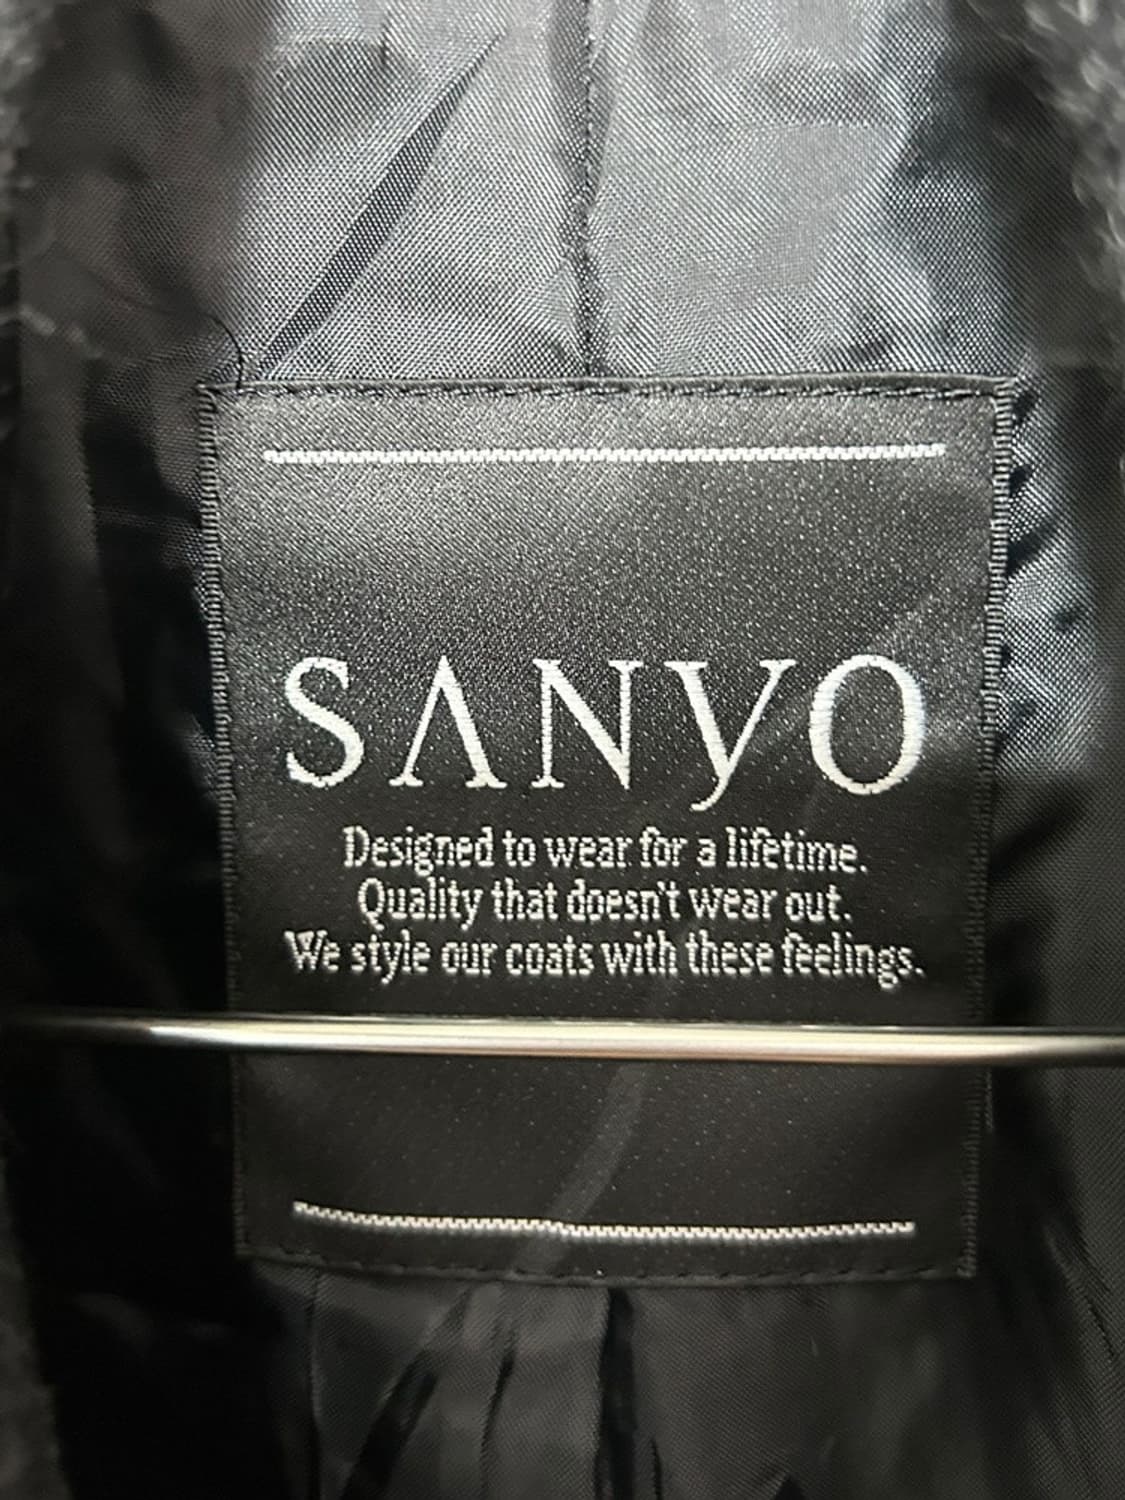 SANYO
Designed to wear for a lifetime.
Quality that doesn't wear out.
We style our coats with these feelings.